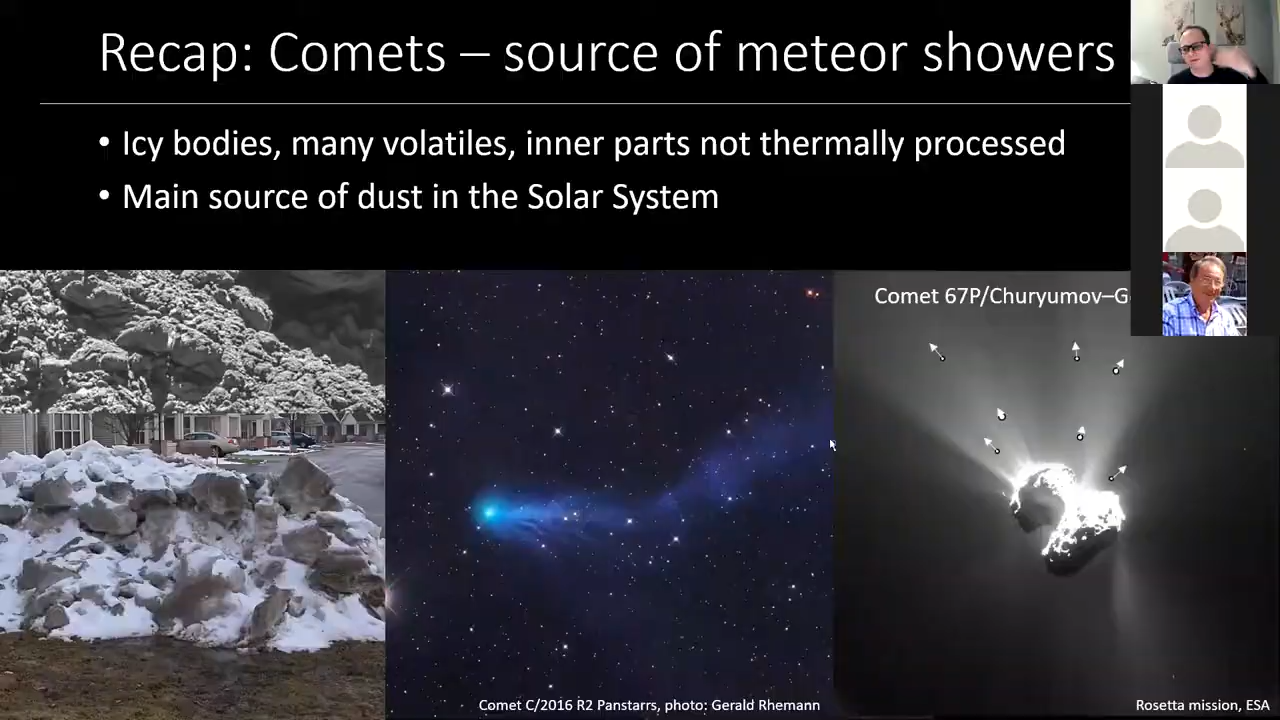 Recap: Comets – source of meteor showers
• Icy bodies, many volatiles, inner parts not thermally processed
• Main source of dust in the Solar System
Comet 67P/Churyumov–G
Comet C/2016 R2 Panstarrs, photo: Gerald Rhemann
Rosetta mission, ESA